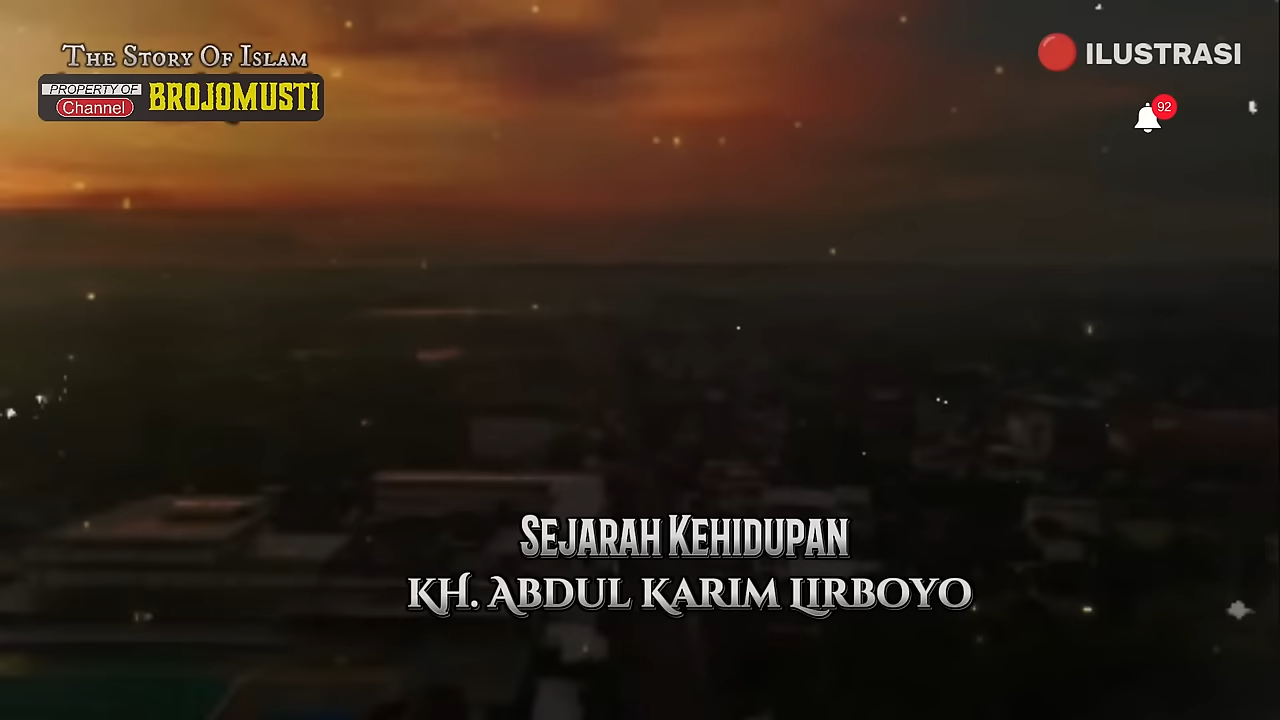 The Story Of Islam
PROPERTY OF
Channel
BROJOMUSTI
ILUSTRASI
92
Sejarah Kehidupan
KH. Abdul Karim Lirboyo